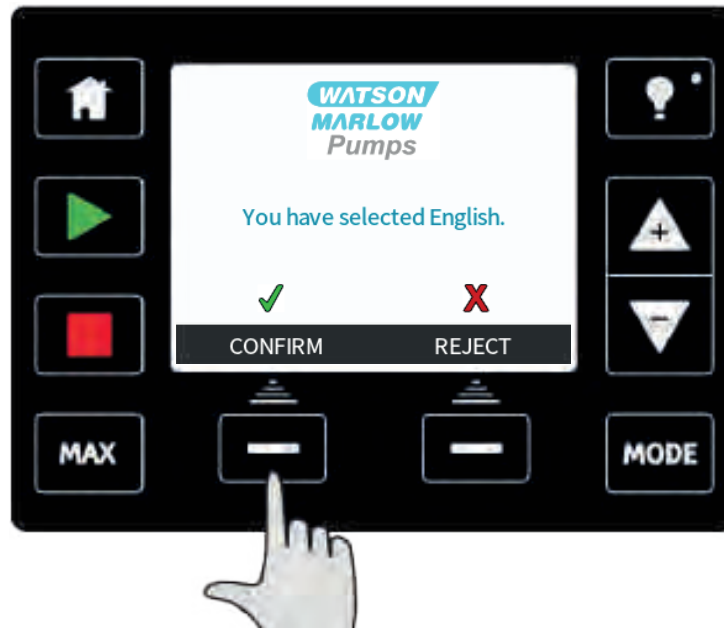 WATSON
MARLOW
Pumps
You have selected English.
CONFIRM REJECT
MAX
MODE